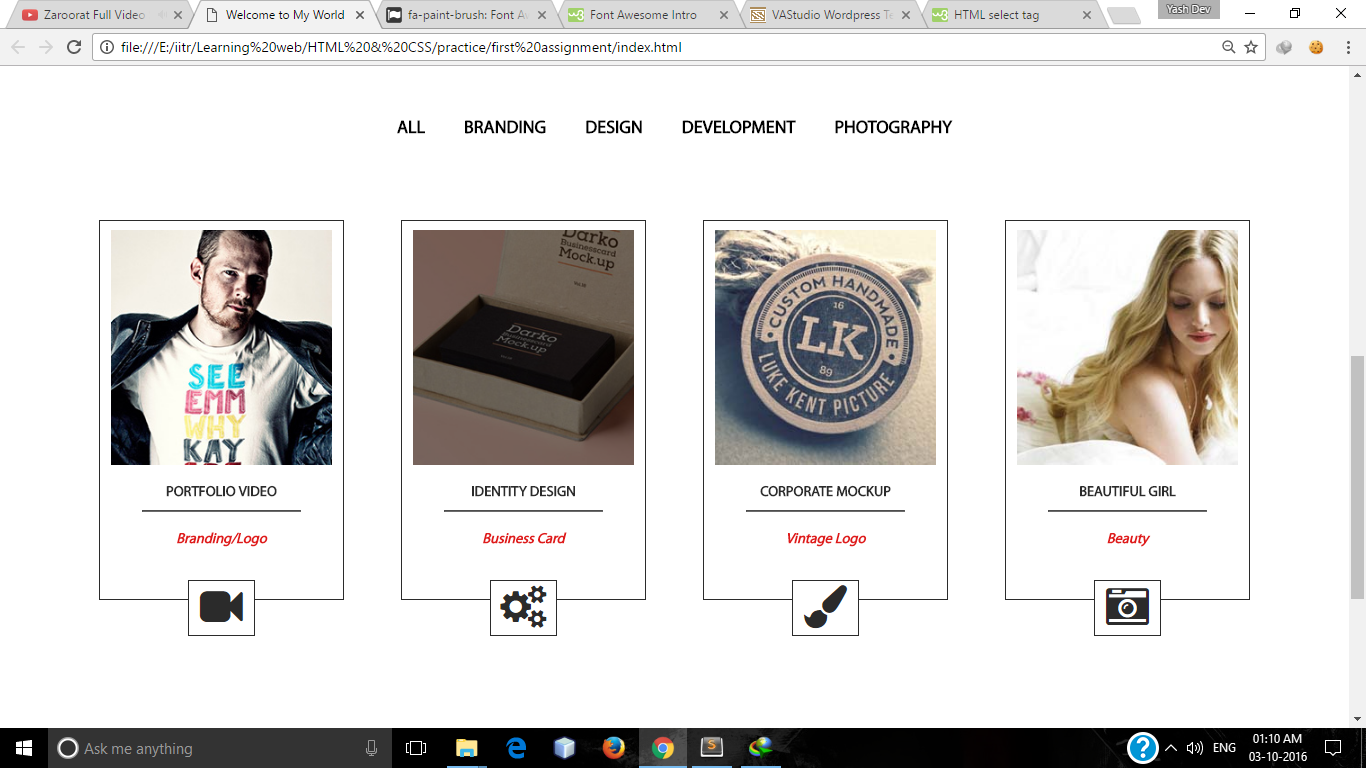 Yash Dev
Zaroorat Full Video
Welcome to My World
fa-paint-brush: Font A
Font Awesome Intro
VAStudio Wordpress Te
HTML select tag
file:///E:/iitr/Learning%20web/HTML%20&%20CSS/practice/first%20assignment/index.html
ALL BRANDING DESIGN DEVELOPMENT PHOTOGRAPHY
SEE
EMM
WHY
KAY
PORTFOLIO VIDEO
Branding/Logo
Darko
Businesscard
Mock.up
Darko
Businesscard
Mock.up
IDENTITY DESIGN
Business Card
CUSTOM HANDMADE
16
LK
89
LUKE KENT PICTURE
CORPORATE MOCKUP
Vintage Logo
BEAUTIFUL GIRL
Beauty
Ask me anything
ENG
01:10 AM
03-10-2016